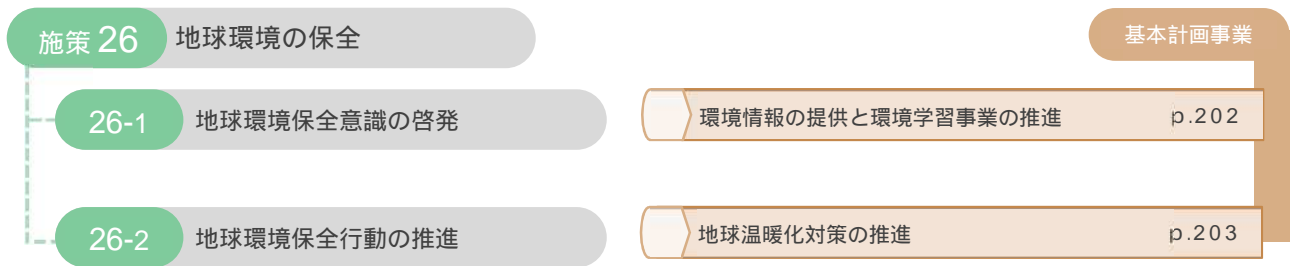 施策 26 地球環境の保全 基本計画事業
26-1 地球環境保全意識の啓発 環境情報の提供と環境学習事業の推進 p.202
26-2 地球環境保全行動の推進 地球温暖化対策の推進 p.203